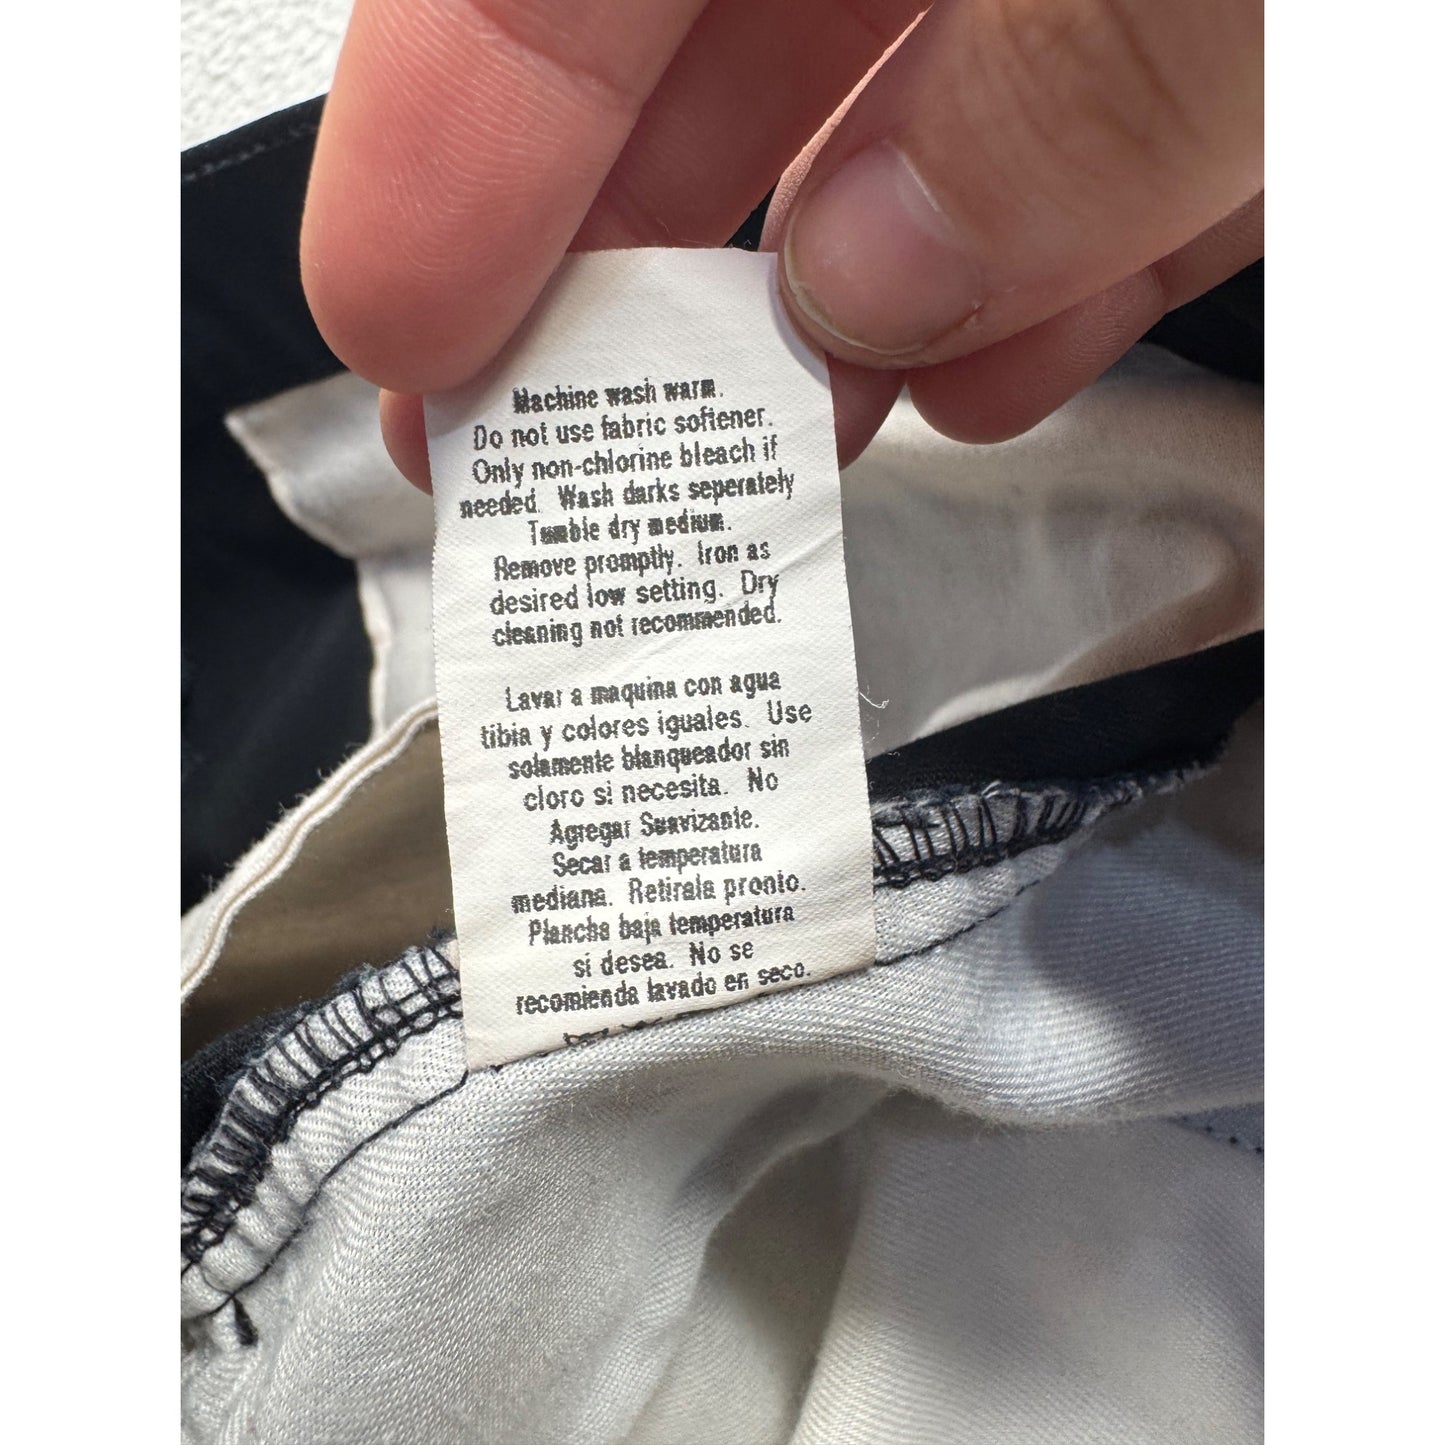 Machine wash warm.
Do not use fabric softener.
Only non-chlorine bleach if
needed. Wash darks seperately
Tumble dry medium.
Remove promptly. Iron as
desired low setting. Dry
cleaning not recommended.
Lavar a maquina con agua
tibia y colores iguales. Use
solamente blanqueador sin
cloro si necesita. No
Agregar Suavizante.
Secar a temperatura
mediana. Retirala pronto.
Plancha baja temperatura
si desea. No se
recomienda lavado en seco.